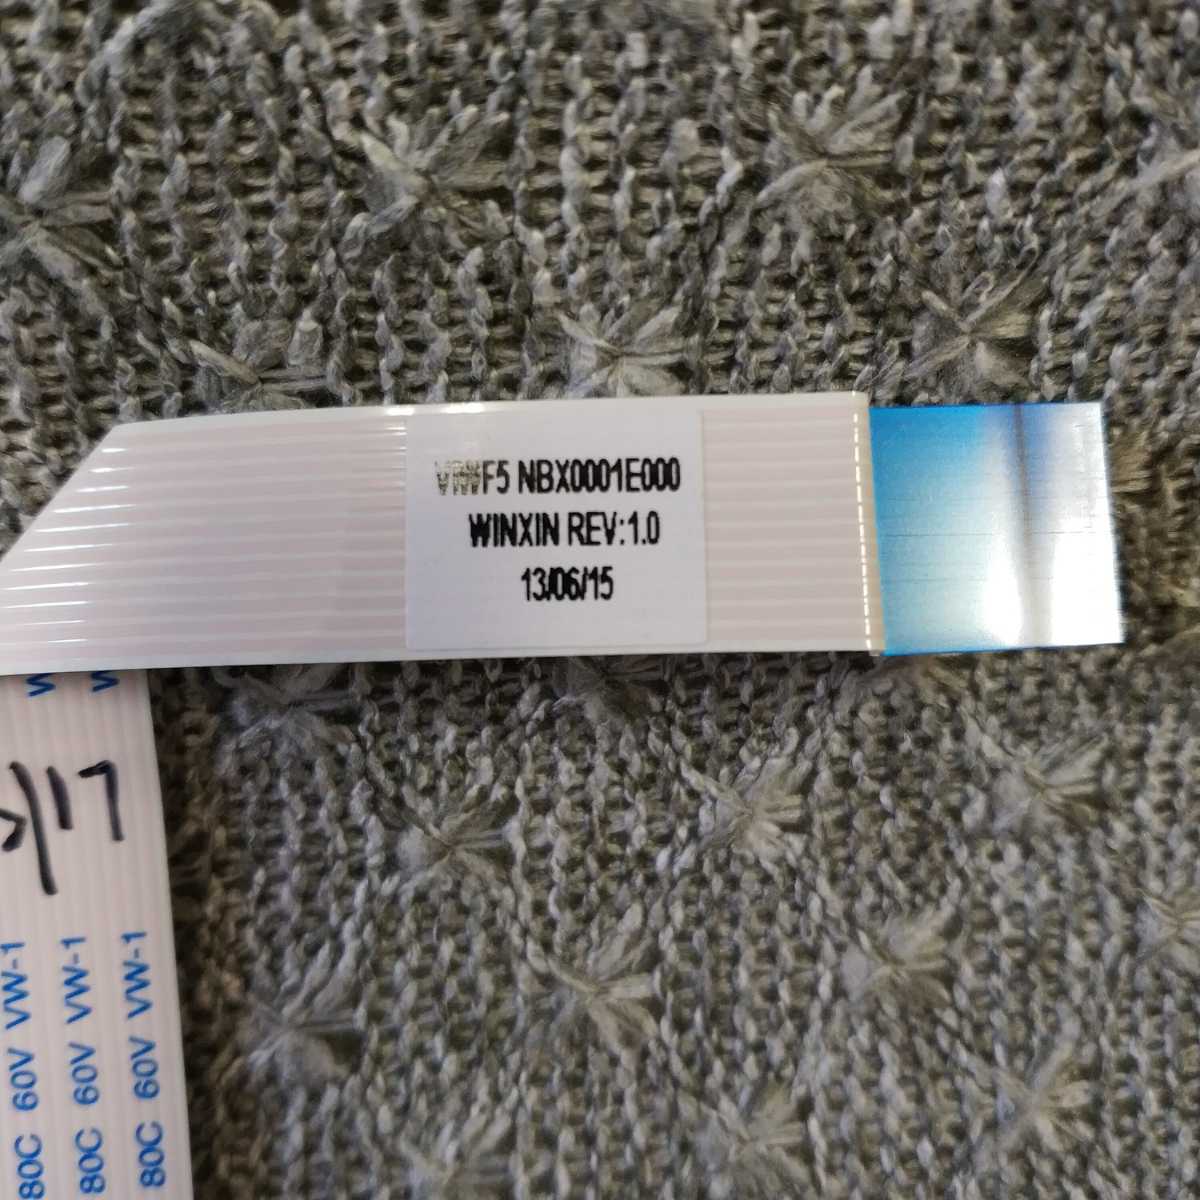 F5 NBX0001E000
WINXIN REV:1.0
13/06/15
80C 60V VW-1
80C 60V VW-1
80C 60V VW-1